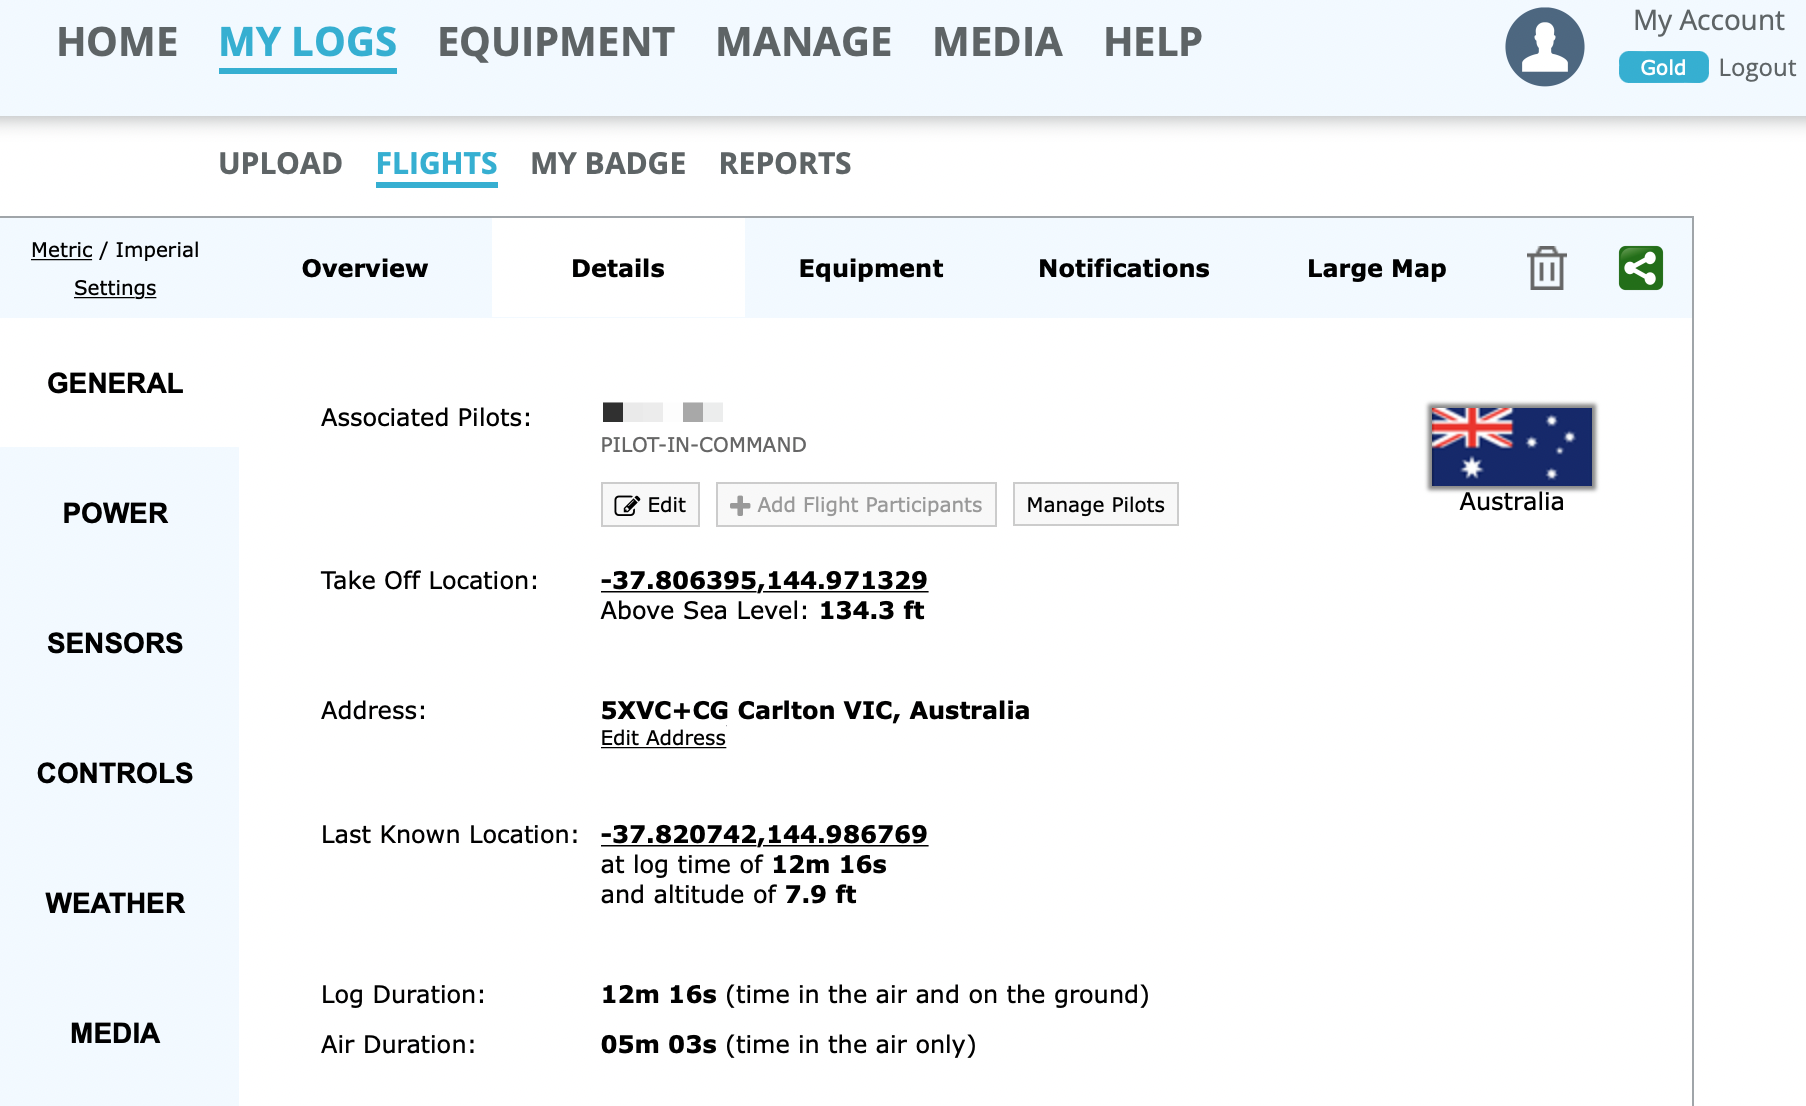 HOME MY LOGS EQUIPMENT MANAGE MEDIA HELP
My Account
Gold Logout
UPLOAD FLIGHTS MY BADGE REPORTS
Metric / Imperial
Settings
Overview Details Equipment Notifications Large Map
GENERAL
POWER
SENSORS
CONTROLS
WEATHER
MEDIA
Associated Pilots:
PILOT-IN-COMMAND
Edit Add Flight Participants Manage Pilots
Australia
Take Off Location: -37.806395,144.971329
Above Sea Level: 134.3 ft
Address: 5XVC+CG Carlton VIC, Australia
Edit Address
Last Known Location: -37.820742,144.986769
at log time of 12m 16s
and altitude of 7.9 ft
Log Duration: 12m 16s (time in the air and on the ground)
Air Duration: 05m 03s (time in the air only)